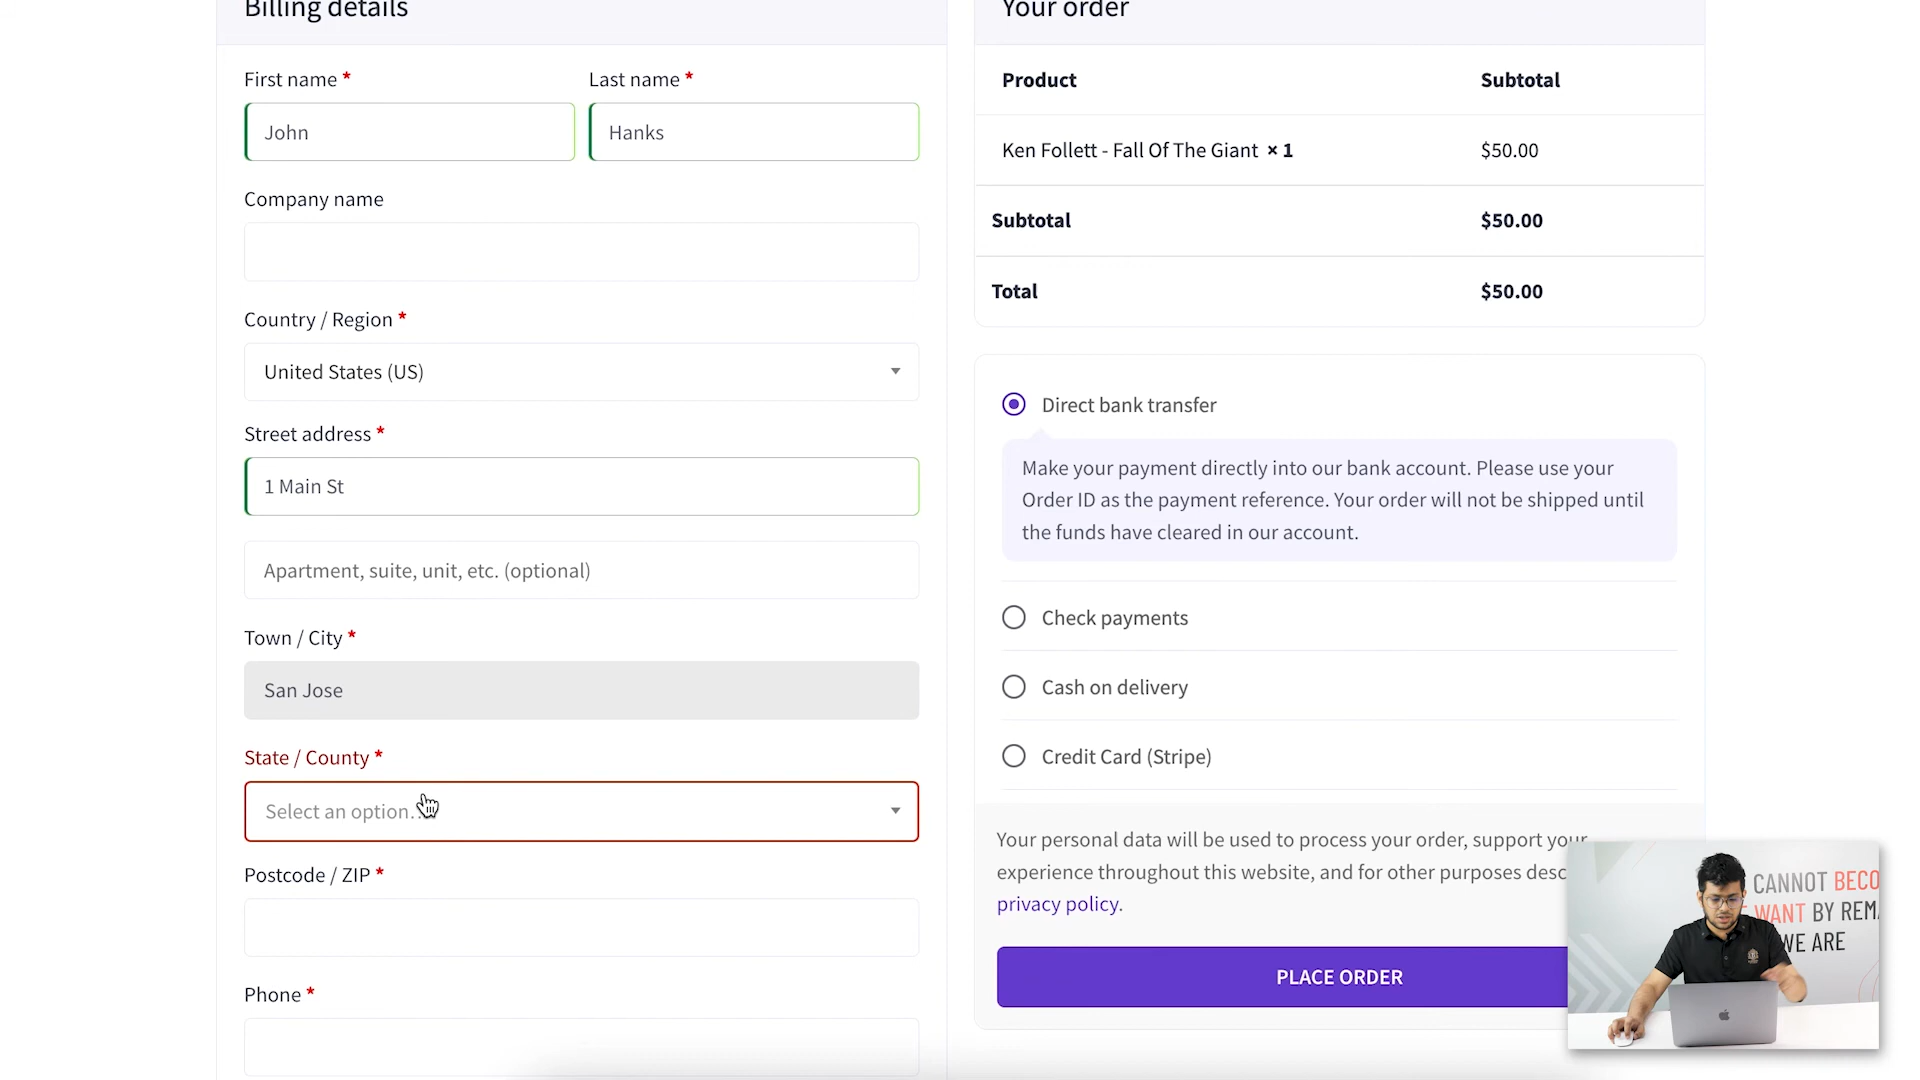 Billing details
First name *
Last name *
John
Hanks
Company name
Country / Region *
United States (US)
Street address *
1 Main St
Apartment, suite, unit, etc. (optional)
Town / City *
San Jose
State / County *
Select an option…
Postcode / ZIP *
Phone *
Your order
Product Subtotal
Ken Follett - Fall Of The Giant × 1 $50.00
Subtotal $50.00
Total $50.00
Direct bank transfer
Make your payment directly into our bank account. Please use your
Order ID as the payment reference. Your order will not be shipped until
the funds have cleared in our account.
Check payments
Cash on delivery
Credit Card (Stripe)
Your personal data will be used to process your order, support your
experience throughout this website, and for other purposes desc
privacy policy.
PLACE ORDER
CANNOT BECO
WANT BY REMA
WE ARE